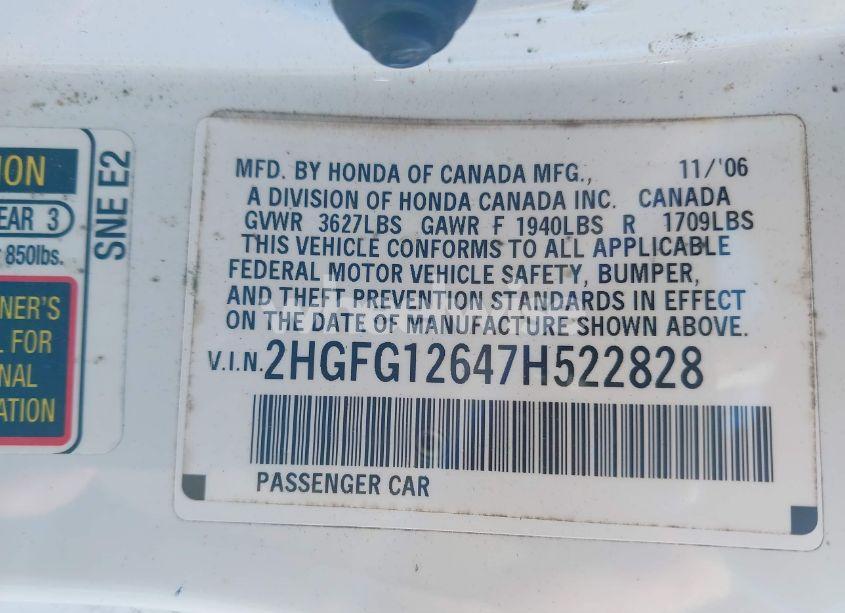 ION
EAR 3
850lbs.
NER'S
FOR
NAL
ATION
SNE E2
MFD. BY HONDA OF CANADA MFG., 11/'06
A DIVISION OF HONDA CANADA INC. CANADA
GVWR 3627LBS GAWR F 1940LBS R 1709LBS
THIS VEHICLE CONFORMS TO ALL APPLICABLE
FEDERAL MOTOR VEHICLE SAFETY, BUMPER,
AND THEFT PREVENTION STANDARDS IN EFFECT
ON THE DATE OF MANUFACTURE SHOWN ABOVE.
V.I.N. 2HGFG12647H522828
PASSENGER CAR